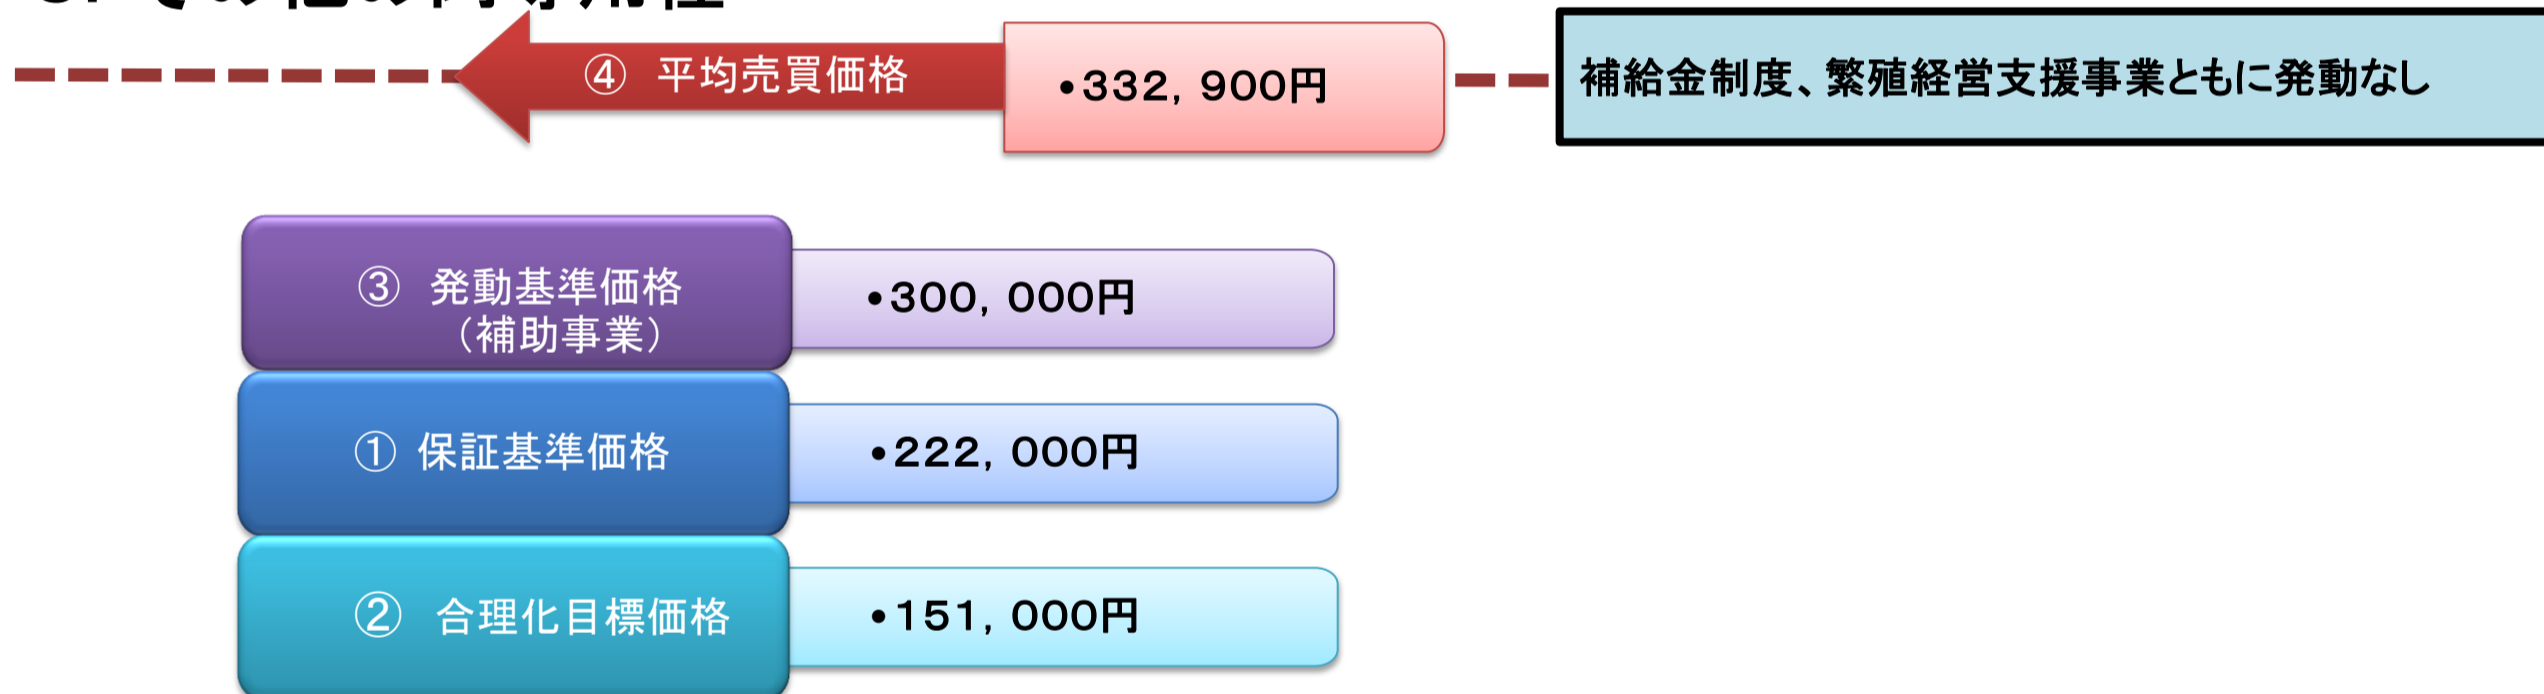 ④ 平均売買価格
•332，900円
補給金制度、繁殖経営支援事業ともに発動なし
③ 発動基準価格
（補助事業）
•300，000円
① 保証基準価格
•222，000円
② 合理化目標価格
•151，000円